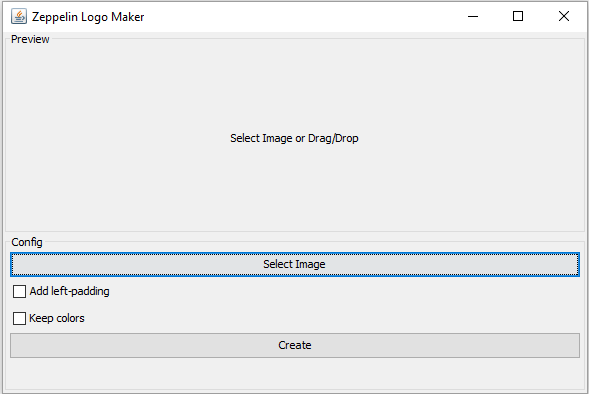 Zeppelin Logo Maker
Preview
Select Image or Drag/Drop
Config
Select Image
Add left-padding
Keep colors
Create